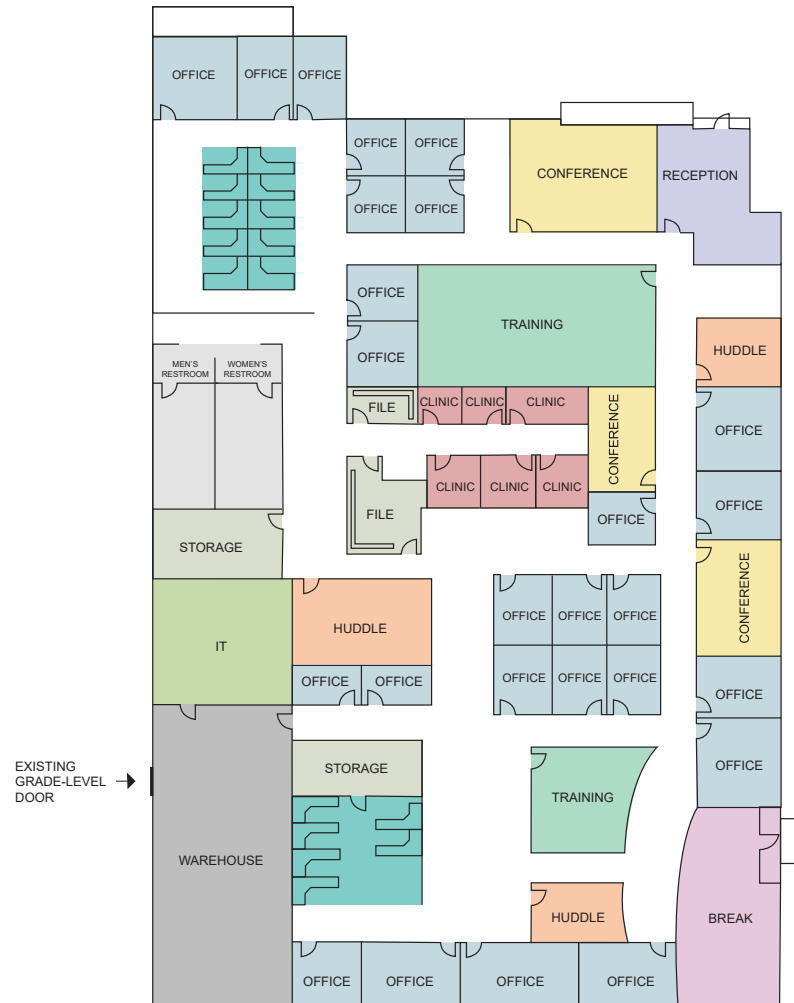 OFFICE
OFFICE
OFFICE
OFFICE
OFFICE
OFFICE
OFFICE
CONFERENCE
RECEPTION
OFFICE
OFFICE
TRAINING
HUDDLE
MEN'S
RESTROOM
WOMEN'S
RESTROOM
FILE
CLINIC
CLINIC
CLINIC
CONFERENCE
OFFICE
CLINIC
CLINIC
CLINIC
FILE
OFFICE
OFFICE
STORAGE
CONFERENCE
OFFICE
OFFICE
OFFICE
HUDDLE
IT
OFFICE
OFFICE
OFFICE
OFFICE
OFFICE
OFFICE
STORAGE
OFFICE
EXISTING
GRADE-LEVEL
DOOR
TRAINING
WAREHOUSE
HUDDLE
BREAK
OFFICE
OFFICE
OFFICE
OFFICE